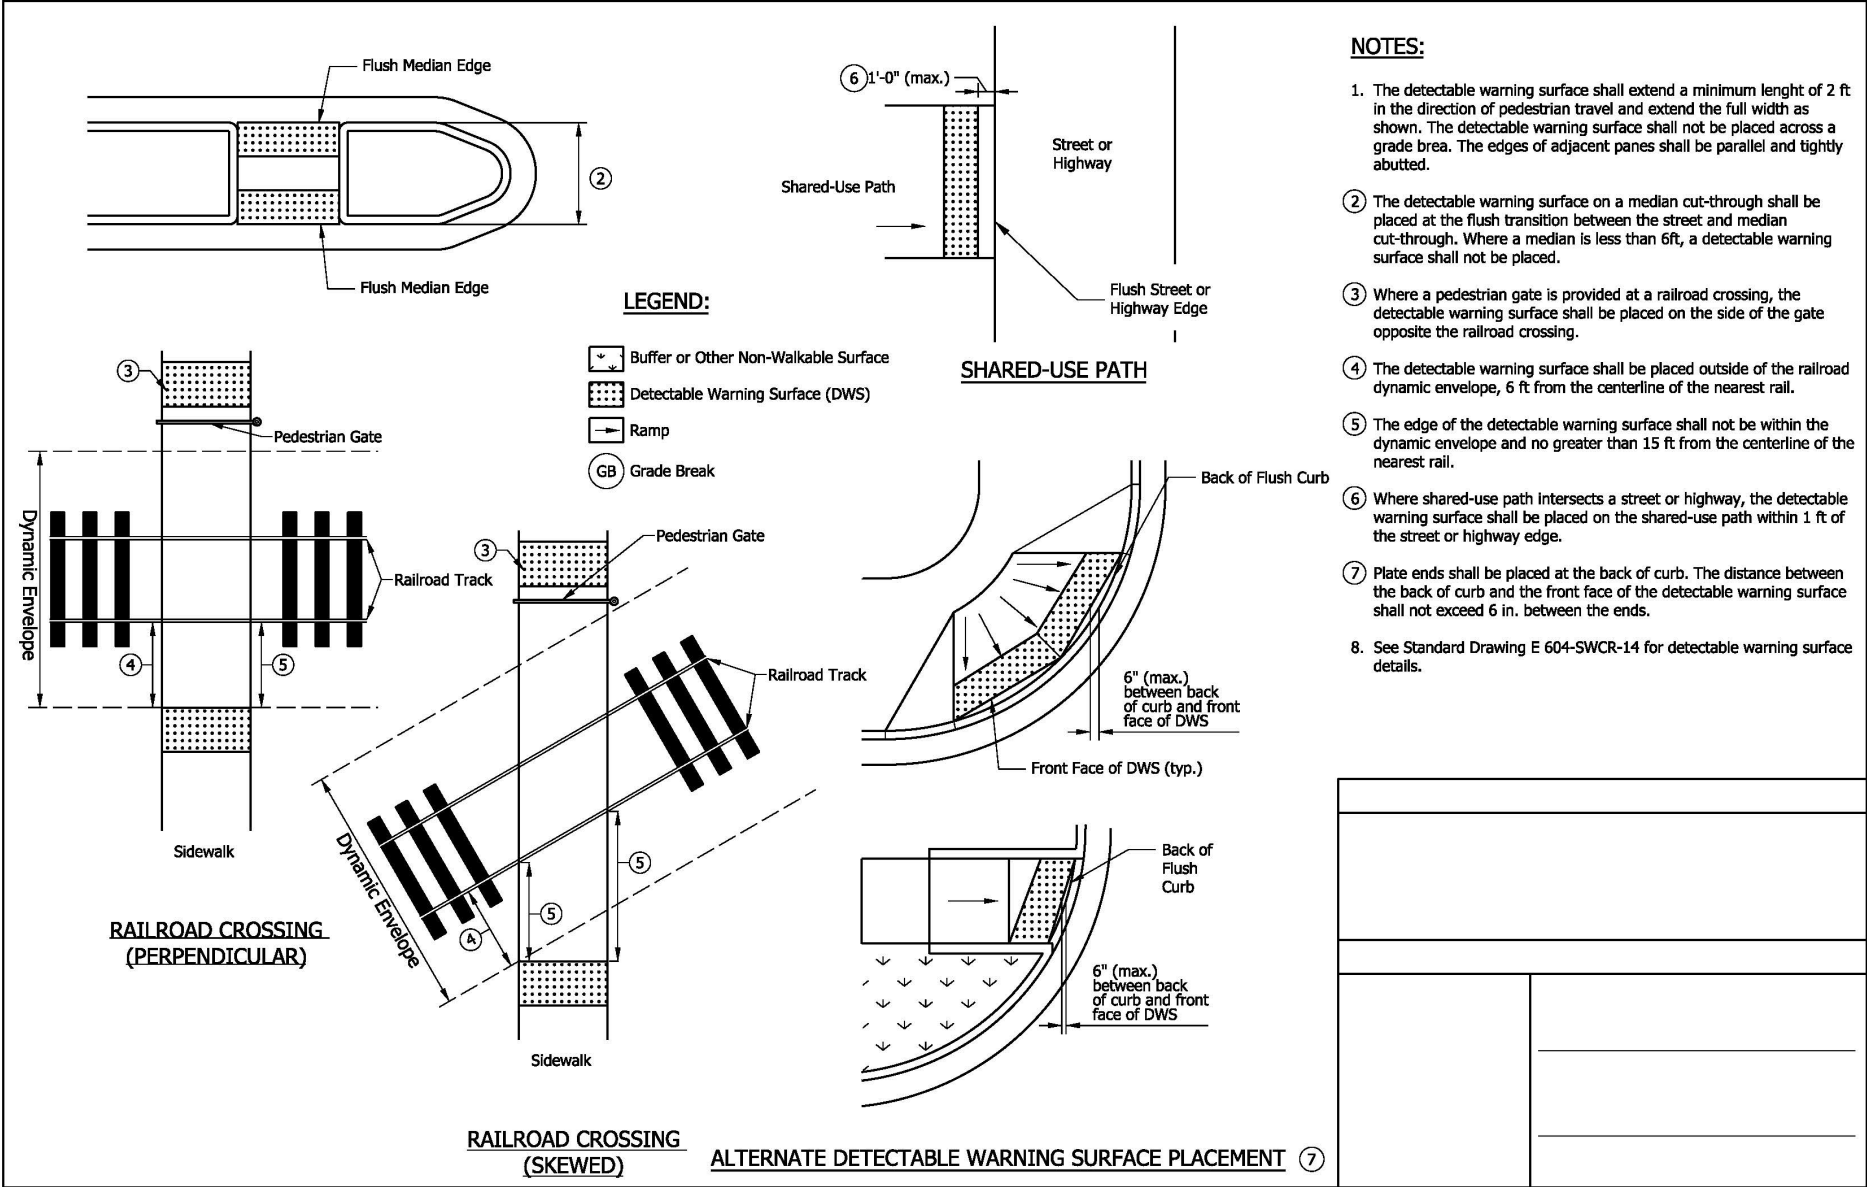 Flush Median Edge
2
Flush Median Edge
6 1'-0" (max.)
Street or
Highway
Shared-Use Path
Flush Street or
Highway Edge
SHARED-USE PATH
LEGEND:
Buffer or Other Non-Walkable Surface
Detectable Warning Surface (DWS)
Ramp
GB Grade Break
3
Pedestrian Gate
Dynamic Envelope
Railroad Track
4
5
Sidewalk
RAILROAD CROSSING
(PERPENDICULAR)
3
Pedestrian Gate
Railroad Track
Dynamic Envelope
5
5
4
Sidewalk
RAILROAD CROSSING
(SKEWED)
Back of Flush Curb
6" (max.)
between back
of curb and front
face of DWS
Front Face of DWS (typ.)
Back of
Flush
Curb
6" (max.)
between back
of curb and front
face of DWS
ALTERNATE DETECTABLE WARNING SURFACE PLACEMENT 7
NOTES:
1. The detectable warning surface shall extend a minimum lenght of 2 ft
in the direction of pedestrian travel and extend the full width as
shown. The detectable warning surface shall not be placed across a
grade brea. The edges of adjacent panes shall be parallel and tightly
abutted.
2 The detectable warning surface on a median cut-through shall be
placed at the flush transition between the street and median
cut-through. Where a median is less than 6ft, a detectable warning
surface shall not be placed.
3 Where a pedestrian gate is provided at a railroad crossing, the
detectable warning surface shall be placed on the side of the gate
opposite the railroad crossing.
4 The detectable warning surface shall be placed outside of the railroad
dynamic envelope, 6 ft from the centerline of the nearest rail.
5 The edge of the detectable warning surface shall not be within the
dynamic envelope and no greater than 15 ft from the centerline of the
nearest rail.
6 Where shared-use path intersects a street or highway, the detectable
warning surface shall be placed on the shared-use path within 1 ft of
the street or highway edge.
7 Plate ends shall be placed at the back of curb. The distance between
the back of curb and the front face of the detectable warning surface
shall not exceed 6 in. between the ends.
8. See Standard Drawing E 604-SWCR-14 for detectable warning surface
details.